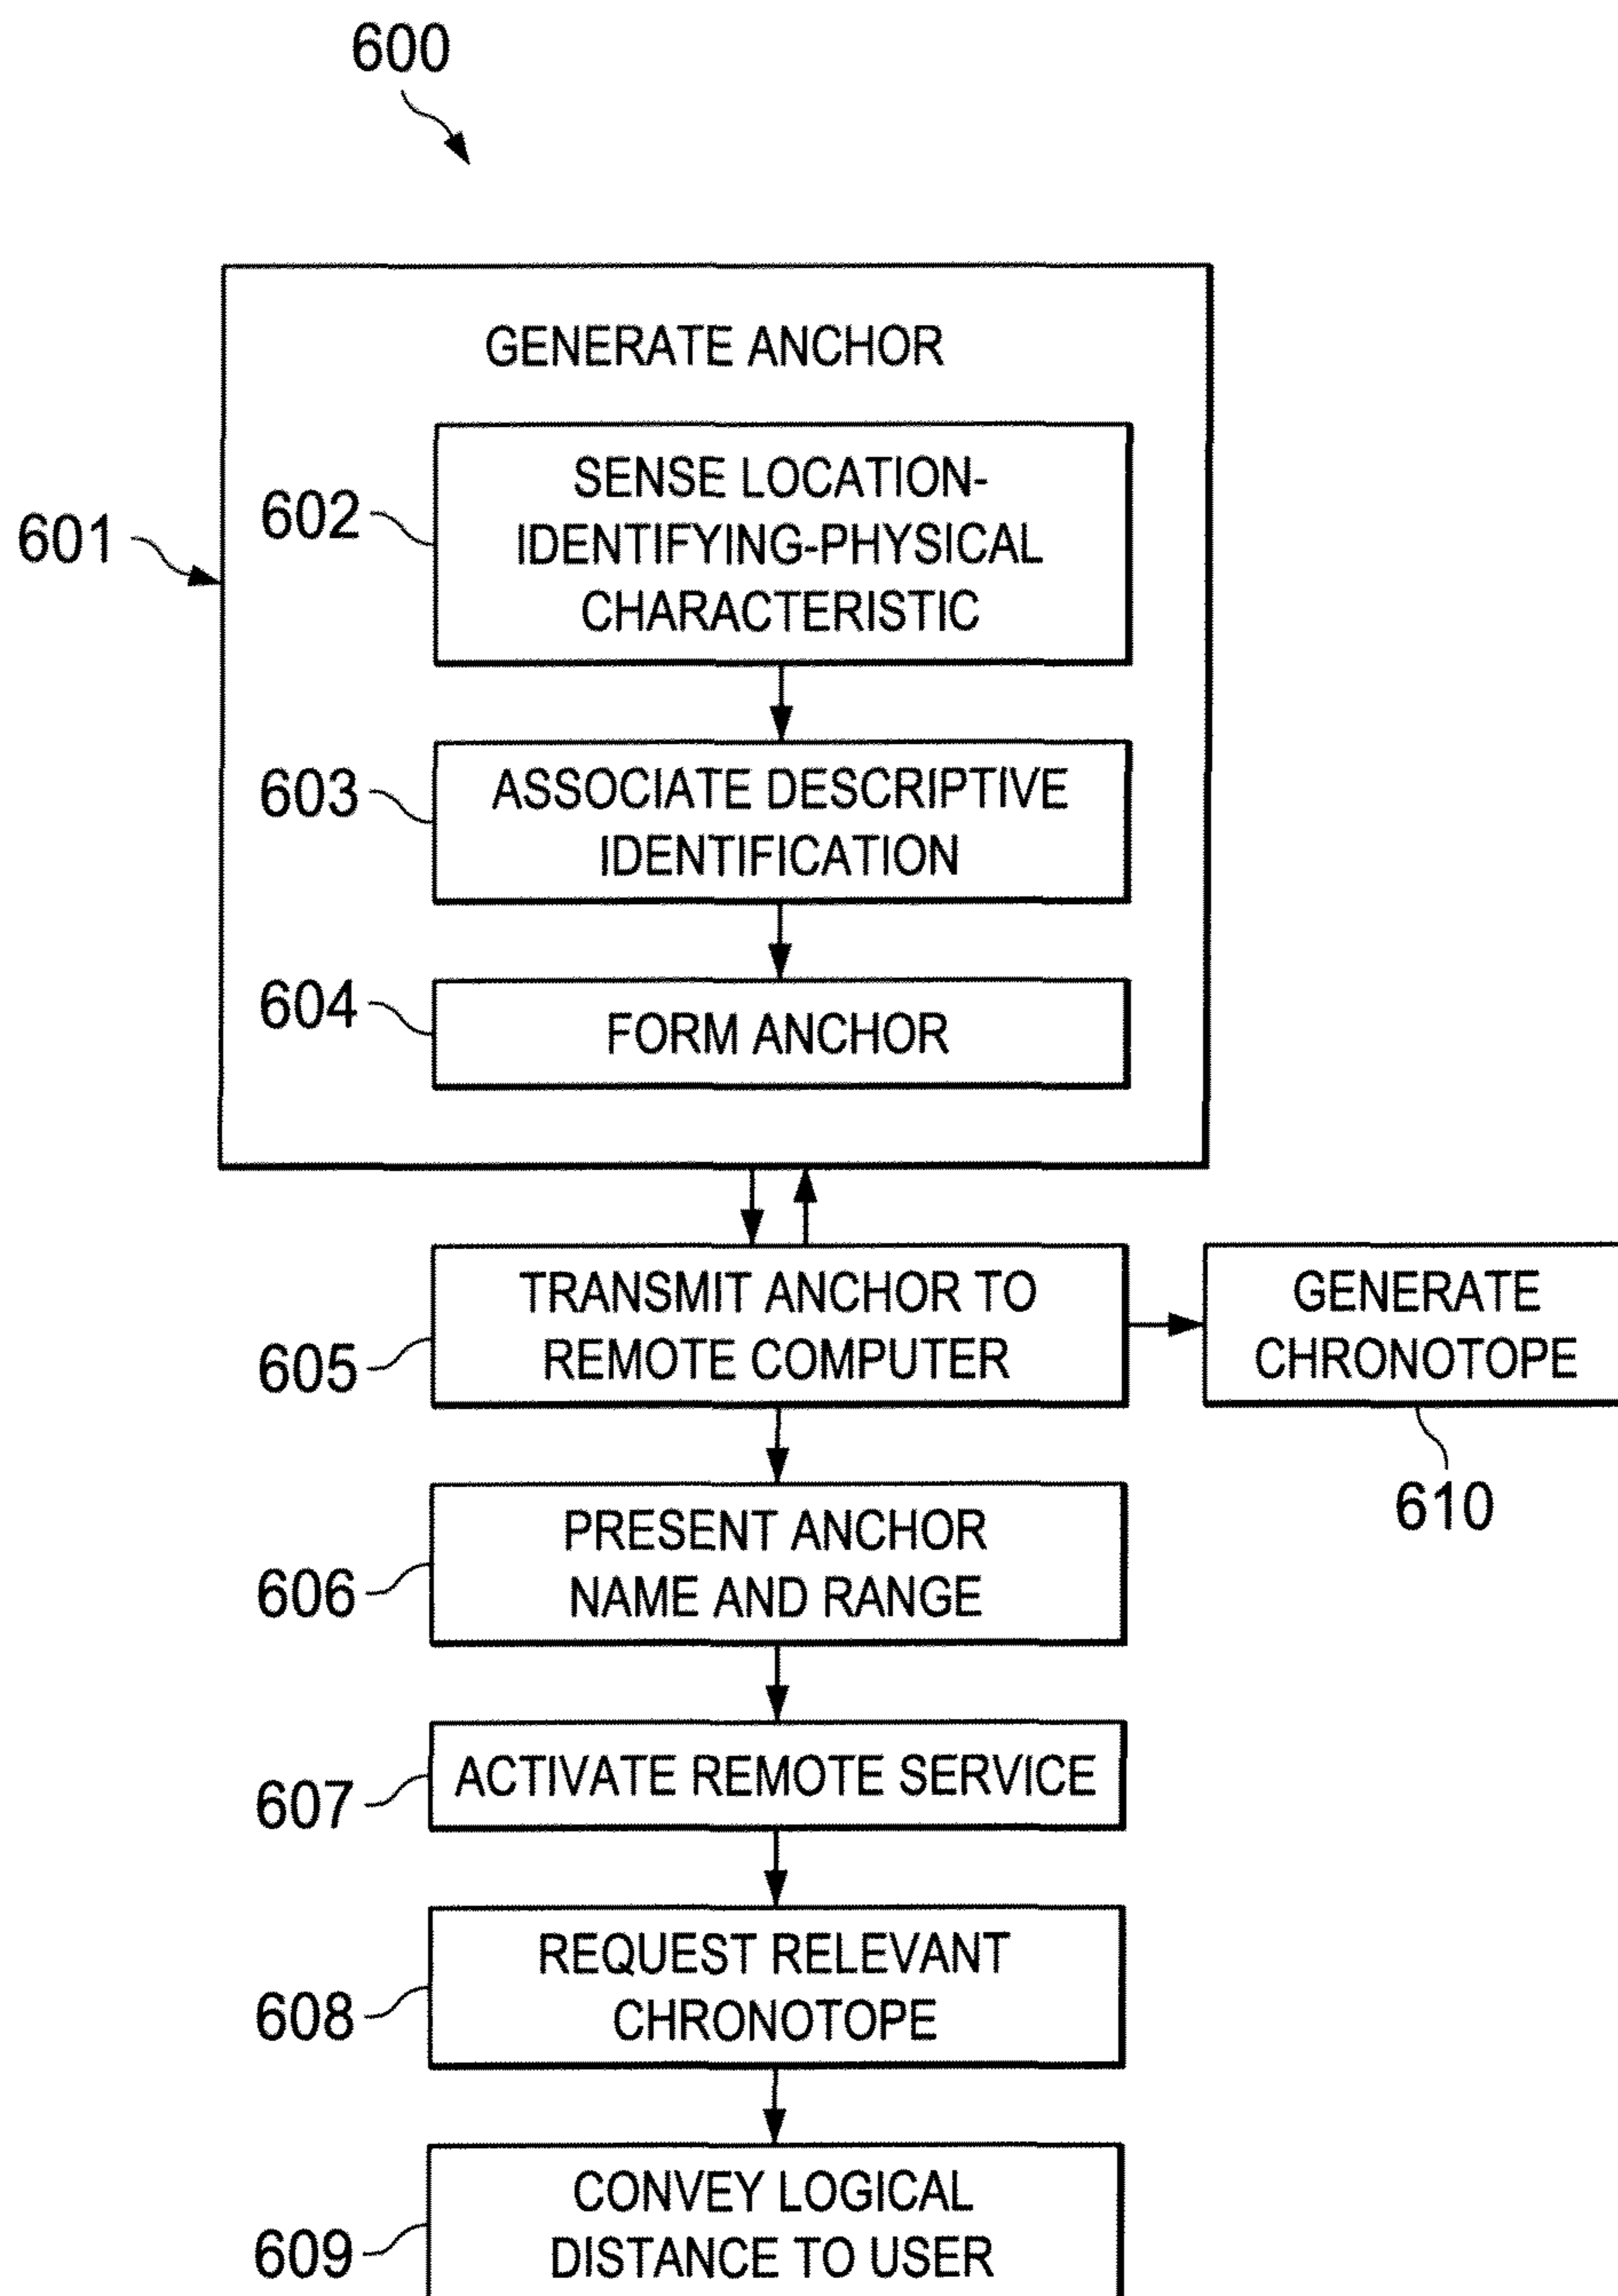 600
GENERATE ANCHOR
601
602
SENSE LOCATION-
IDENTIFYING-PHYSICAL
CHARACTERISTIC
603
ASSOCIATE DESCRIPTIVE
IDENTIFICATION
604
FORM ANCHOR
605
TRANSMIT ANCHOR TO
REMOTE COMPUTER
GENERATE
CHRONOTOPE
610
606
PRESENT ANCHOR
NAME AND RANGE
607
ACTIVATE REMOTE SERVICE
608
REQUEST RELEVANT
CHRONOTOPE
609
CONVEY LOGICAL
DISTANCE TO USER